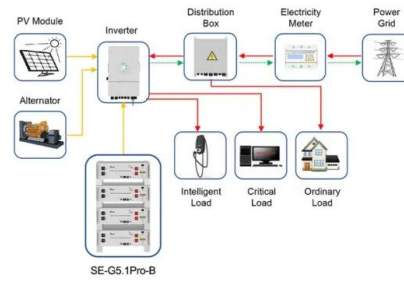 PV Module
Inverter
Distribution
Box
Electricity
Meter
Power
Grid
Alternator
Intelligent
Load
Critical
Load
Ordinary
Load
SE-G5.1Pro-B